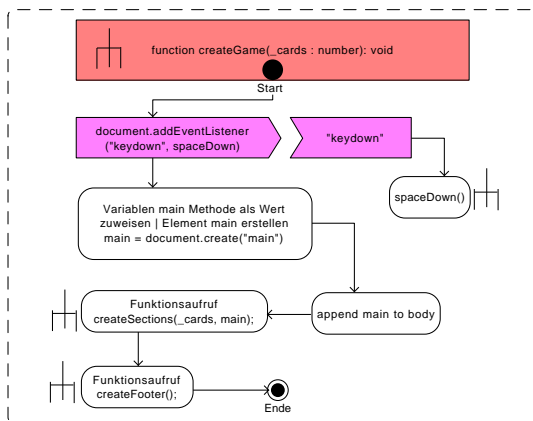 function createGame(_cards : number): void
Start
document.addEventListener
("keydown", spaceDown)
"keydown"
spaceDown()
Variablen main Methode als Wert
zuweisen | Element main erstellen
main = document.create("main")
append main to body
Funktionsaufruf
createSections(_cards, main);
Funktionsaufruf
createFooter();
Ende